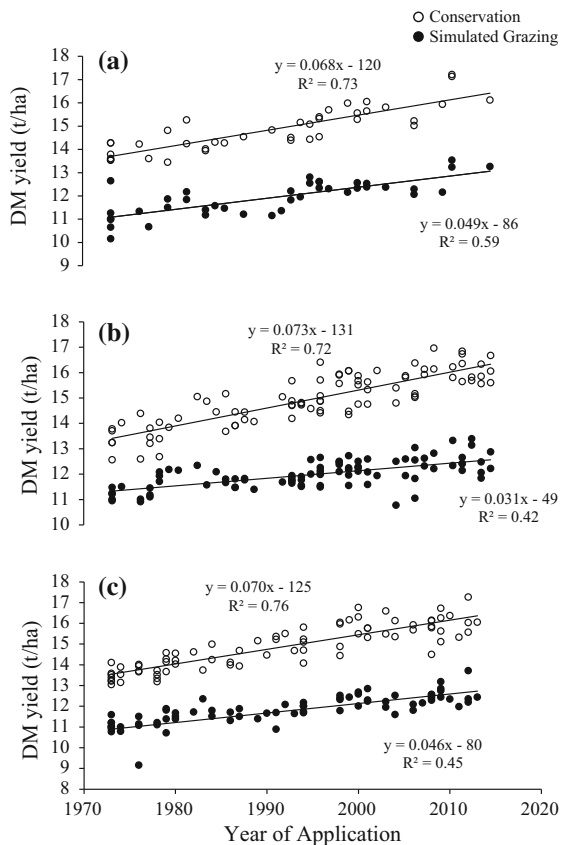 ○ Conservation
● Simulated Grazing
(a)
18
17
16
15
14
13
12
11
10
9
DM yield (t/ha)
y = 0.068x - 120
R² = 0.73
y = 0.049x - 86
R² = 0.59
(b)
18
17
16
15
14
13
12
11
10
DM yield (t/ha)
y = 0.073x - 131
R² = 0.72
y = 0.031x - 49
R² = 0.42
(c)
18
17
16
15
14
13
12
11
10
9
8
DM yield (t/ha)
y = 0.070x - 125
R² = 0.76
y = 0.046x - 80
R² = 0.45
1970 1980 1990 2000 2010 2020
Year of Application